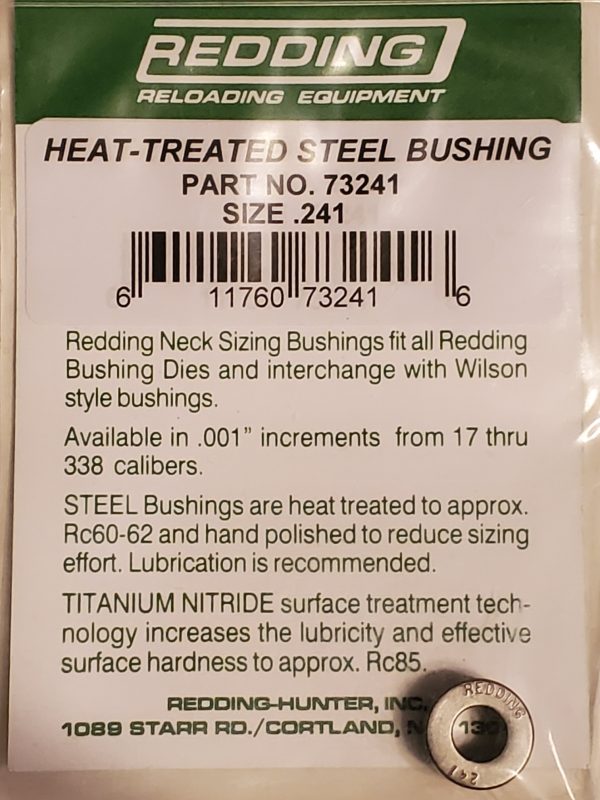 REDDING
RELOADING EQUIPMENT
HEAT-TREATED STEEL BUSHING
PART NO. 73241
SIZE .241
6 11760 73241 6
Redding Neck Sizing Bushings fit all Redding
Bushing Dies and interchange with Wilson
style bushings.
Available in .001" increments from 17 thru
338 calibers.
STEEL Bushings are heat treated to approx.
Rc60-62 and hand polished to reduce sizing
effort. Lubrication is recommended.
TITANIUM NITRIDE surface treatment tech-
nology increases the lubricity and effective
surface hardness to approx. Rc85.
REDDING-HUNTER, INC.
1089 STARR RD./CORTLAND,
REDDING
241